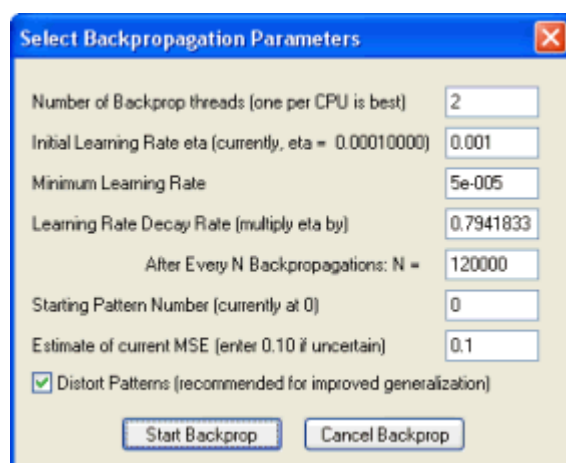 Select Backpropagation Parameters
Number of Backprop threads (one per CPU is best) 2
Initial Learning Rate eta (currently, eta = 0.00010000) 0.001
Minimum Learning Rate 5e-005
Learning Rate Decay Rate (multiply eta by) 0.7941833
After Every N Backpropagations: N = 120000
Starting Pattern Number (currently at 0) 0
Estimate of current MSE (enter 0.10 if uncertain) 0.1
Distort Patterns (recommended for improved generalization)
Start Backprop Cancel Backprop